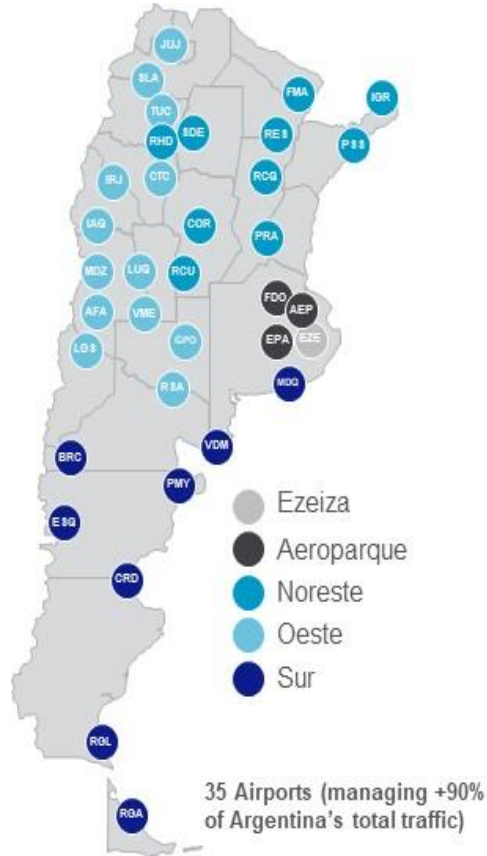 JUJ
SLA
TUC
FMA
IGR
RHD
SDE
RES
PSS
IRJ
CTC
RCQ
IAQ
COR
PRA
MDZ
LUQ
RCU
FDO
AEP
AFA
VME
LGS
GPO
EPA
EZE
RSA
MDQ
BRC
VDM
PMY
ESQ
CRD
RGL
RGA
Ezeiza
Aeroparque
Noreste
Oeste
Sur
35 Airports (managing +90%
of Argentina's total traffic)